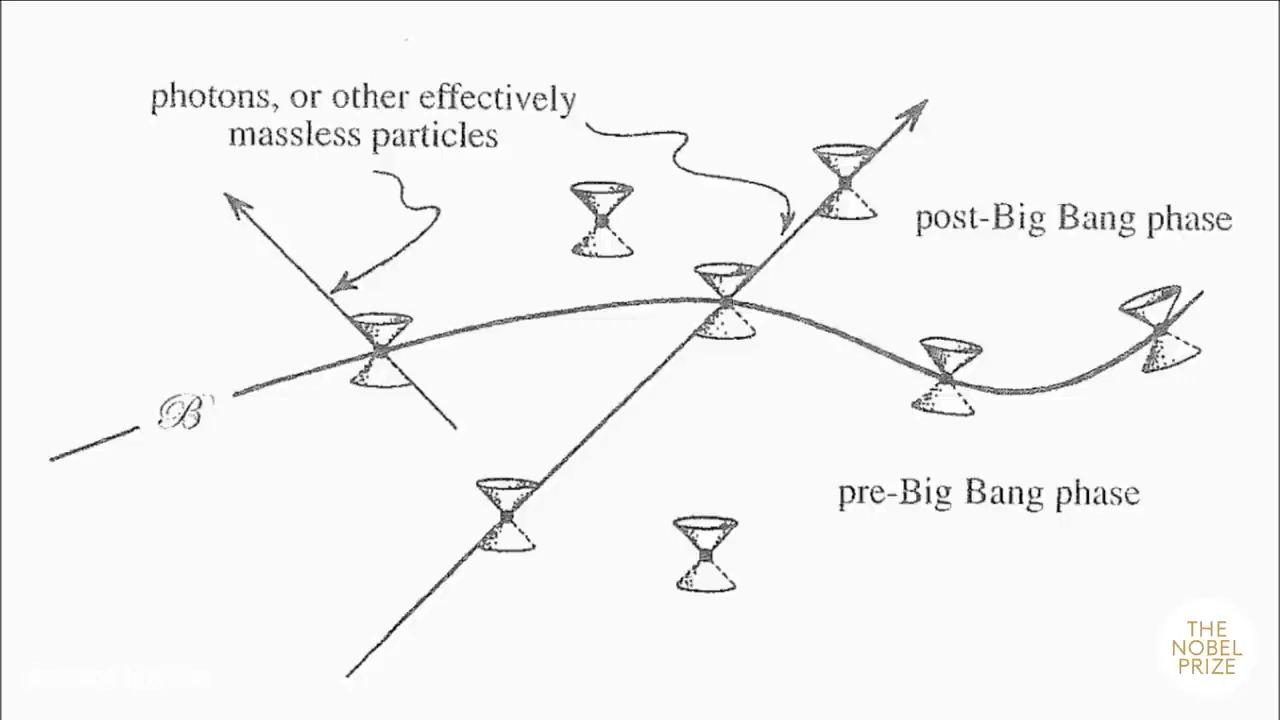 photons, or other effectively
massless particles
post-Big Bang phase
ℬ
pre-Big Bang phase
THE
NOBEL
PRIZE